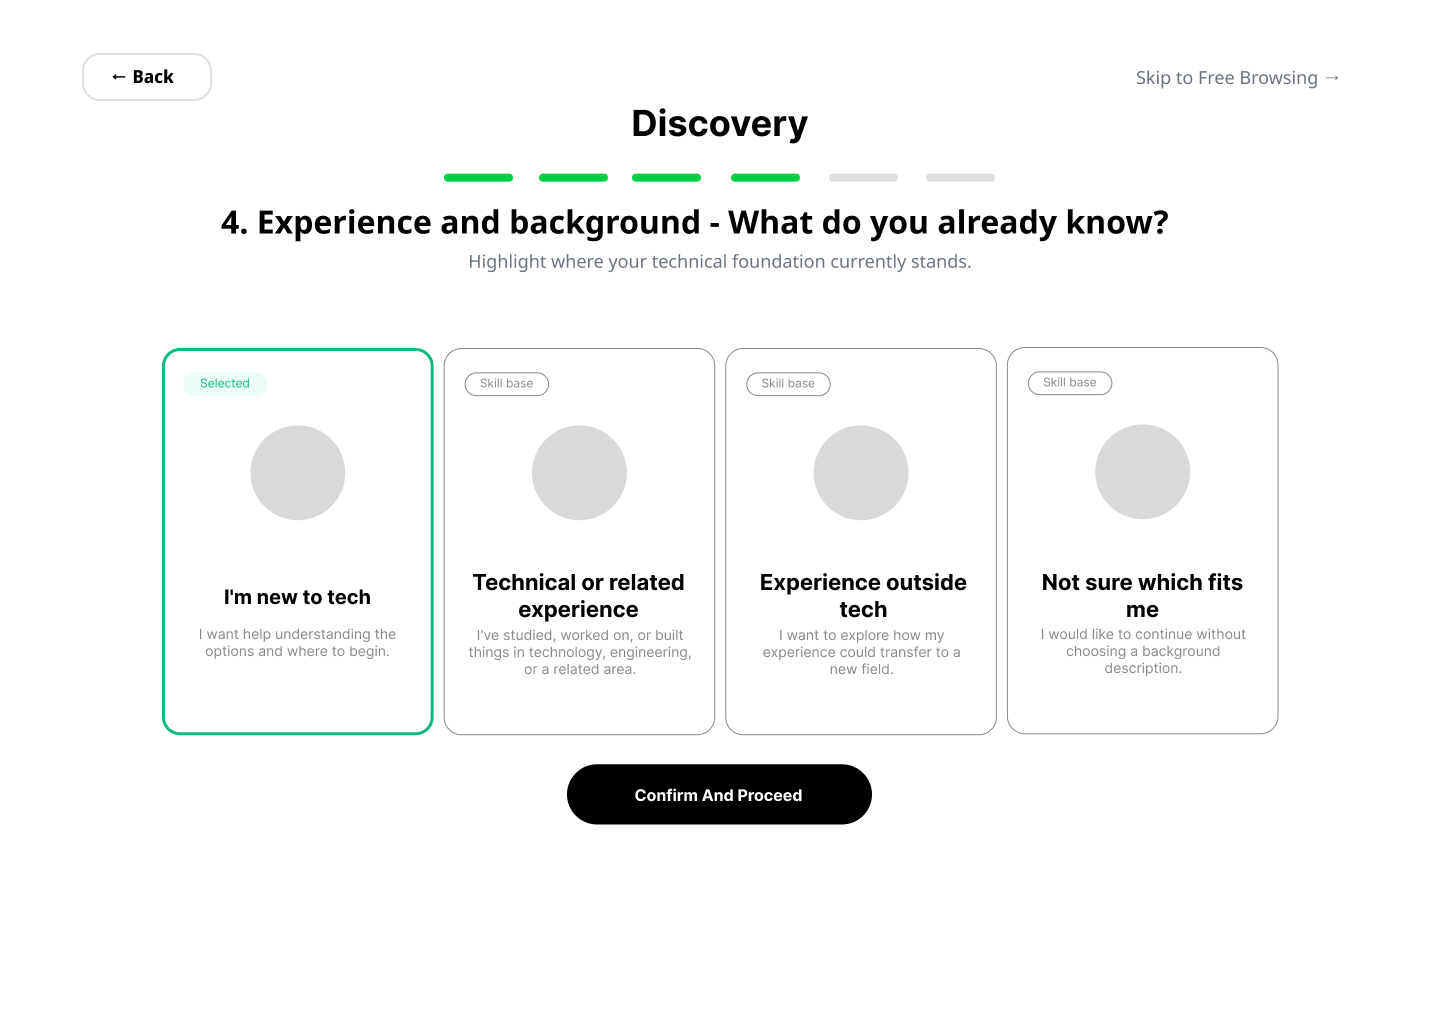 ← Back
Skip to Free Browsing →
Discovery
4. Experience and background - What do you already know?
Highlight where your technical foundation currently stands.
Selected
I'm new to tech
I want help understanding the
options and where to begin.
Skill base
Technical or related
experience
I've studied, worked on, or built
things in technology, engineering,
or a related area.
Skill base
Experience outside
tech
I want to explore how my
experience could transfer to a
new field.
Skill base
Not sure which fits
me
I would like to continue without
choosing a background
description.
Confirm And Proceed